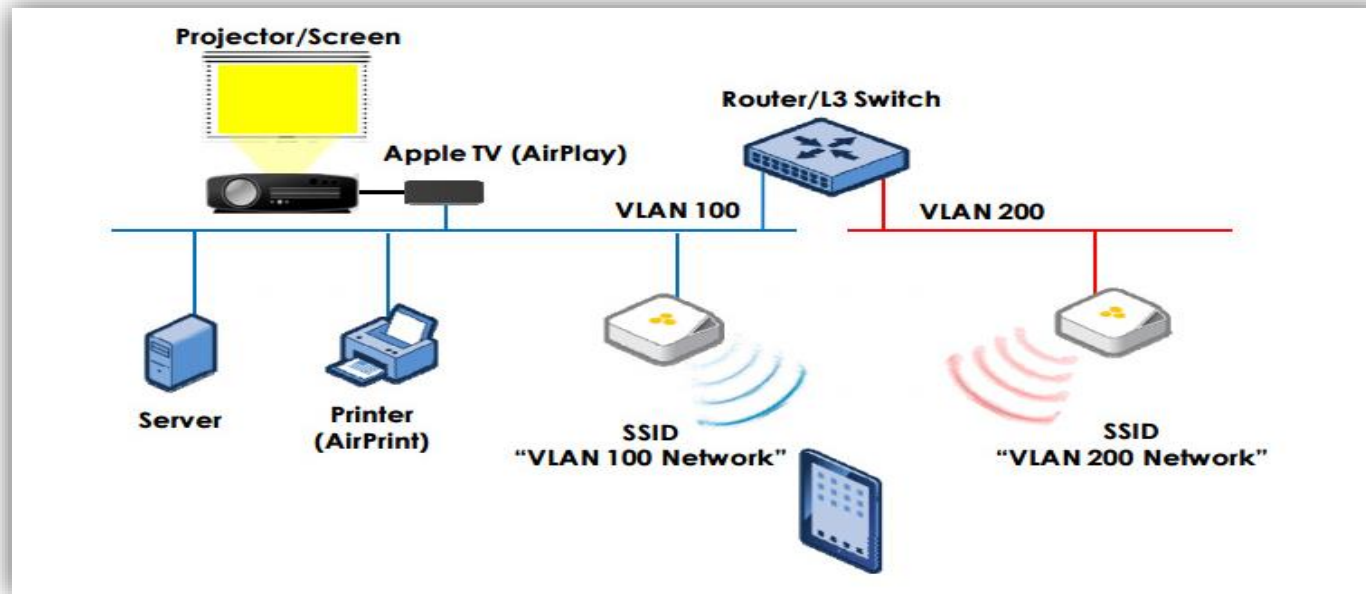 Projector/Screen
Router/L3 Switch
Apple TV (AirPlay)
VLAN 100
VLAN 200
Server
Printer
(AirPrint)
SSID
"VLAN 100 Network"
SSID
"VLAN 200 Network"